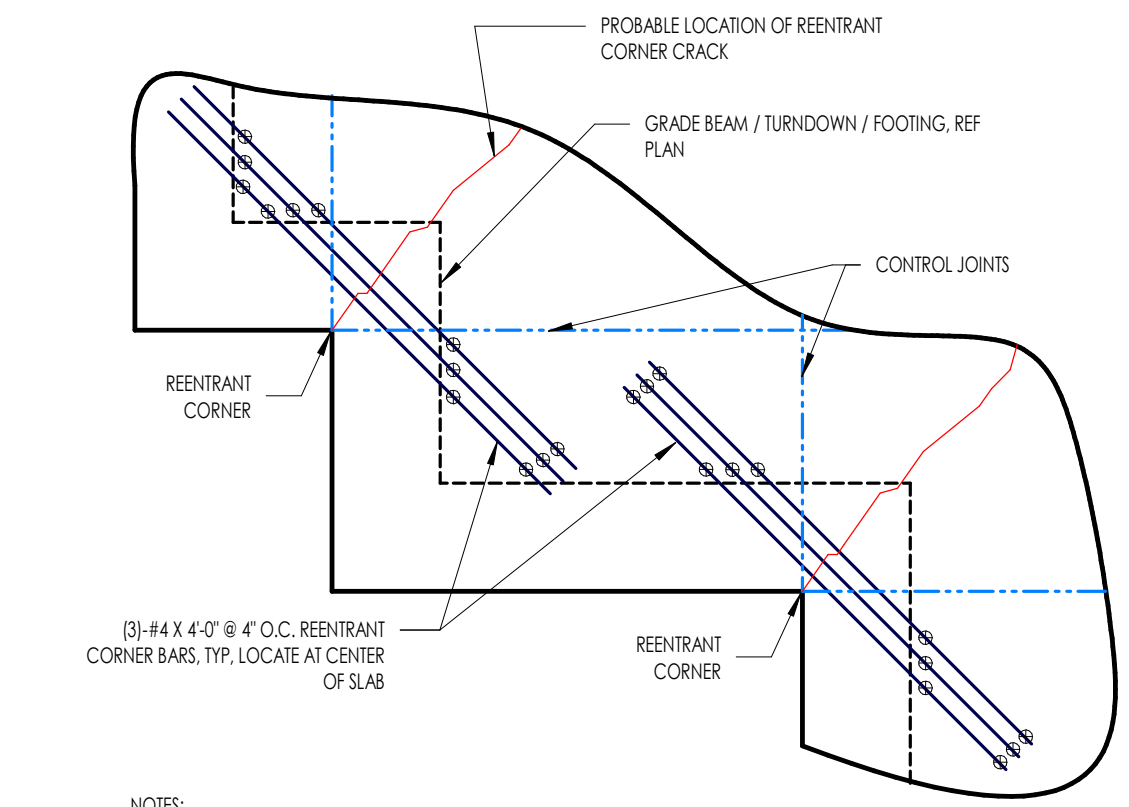 PROBABLE LOCATION OF REENTRANT
CORNER CRACK
GRADE BEAM / TURNDOWN / FOOTING, REF
PLAN
CONTROL JOINTS
REENTRANT
CORNER
(3)-#4 X 4'-0" @ 4" O.C. REENTRANT
CORNER BARS, TYP, LOCATE AT CENTER
OF SLAB
REENTRANT
CORNER
NOTES: